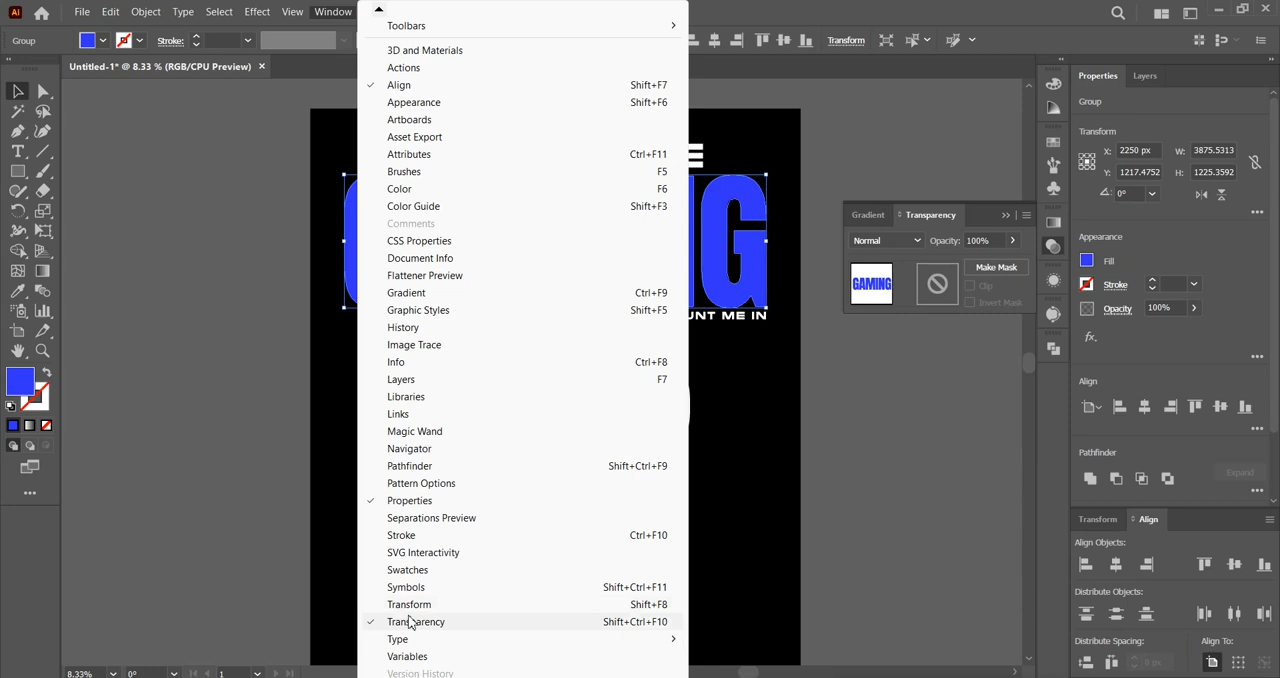 Ai File Edit Object Type Select Effect View Window
Group Stroke: Transform
Untitled-1* @ 8.33 % (RGB/CPU Preview) ×
Toolbars
3D and Materials
Actions
Align Shift+F7
Appearance Shift+F6
Artboards
Asset Export
Attributes Ctrl+F11
Brushes F5
Color F6
Color Guide Shift+F3
Comments
CSS Properties
Document Info
Flattener Preview
Gradient Ctrl+F9
Graphic Styles Shift+F5
History
Image Trace
Info Ctrl+F8
Layers F7
Libraries
Links
Magic Wand
Navigator
Pathfinder Shift+Ctrl+F9
Pattern Options
Properties
Separations Preview
Stroke Ctrl+F10
SVG Interactivity
Swatches
Symbols Shift+Ctrl+F11
Transform Shift+F8
Transparency Shift+Ctrl+F10
Type
Variables
Version History
E
G
UNT ME IN
Gradient Transparency
Normal Opacity: 100%
GAMING
Make Mask
Clip
Invert Mask
Properties Layers
Group
Transform
X: 2250 px W: 3875.5313
Y: 1217.4752 H: 1225.3592
0°
Appearance
Fill
Stroke
Opacity 100%
fx.
Align
Pathfinder
Expand
Transform Align
Align Objects:
Distribute Objects:
Distribute Spacing: Align To:
0 px
8.33% 0° 1